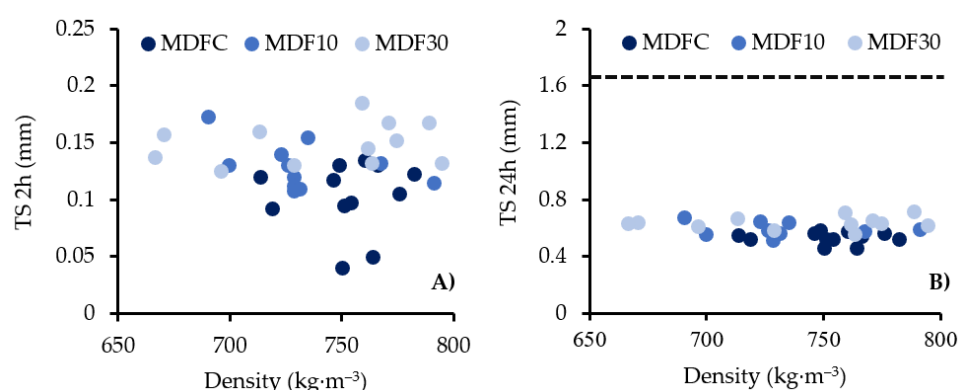 0.25
MDFC MDF10 MDF30
0.2
0.15
0.1
0.05
0
TS 2h (mm)
A)
650 700 750 800
Density (kg·m⁻³)
2
MDFC MDF10 MDF30
1.6
1.2
0.8
0.4
0
TS 24h (mm)
B)
650 700 750 800
Density (kg·m⁻³)